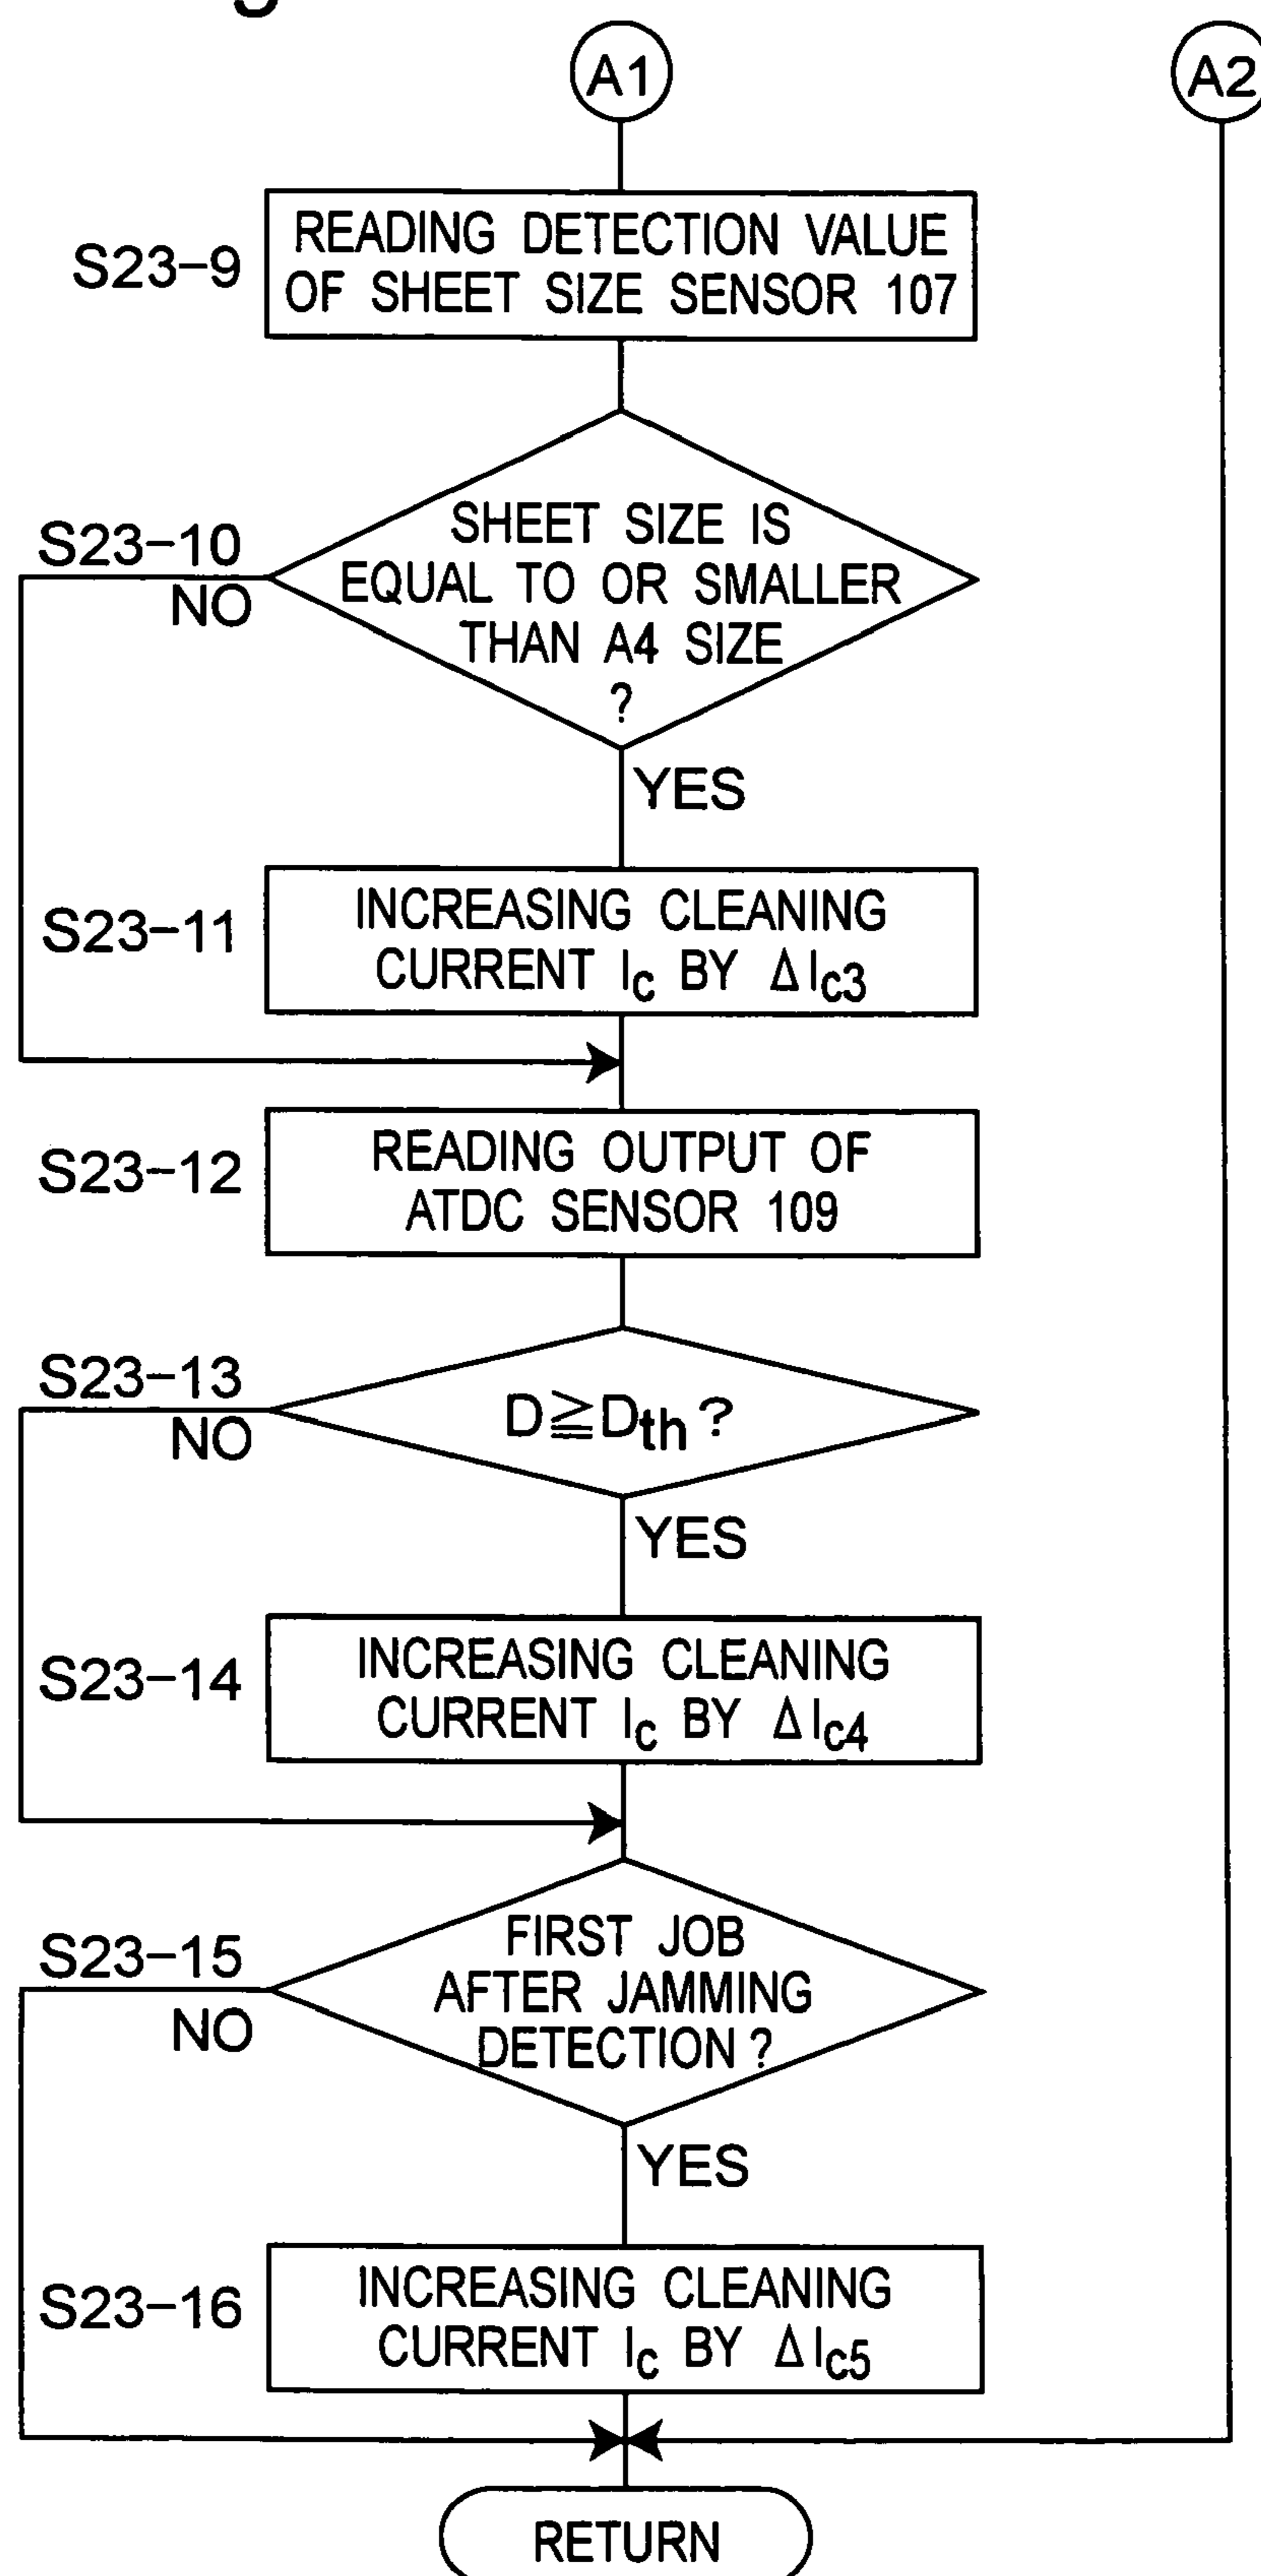 A1
A2
S23-9
READING DETECTION VALUE
OF SHEET SIZE SENSOR 107
S23-10
NO
SHEET SIZE IS
EQUAL TO OR SMALLER
THAN A4 SIZE
?
YES
S23-11
INCREASING CLEANING
CURRENT Ic BY ΔIc3
S23-12
READING OUTPUT OF
ATDC SENSOR 109
S23-13
NO
D≧Dth?
YES
S23-14
INCREASING CLEANING
CURRENT Ic BY ΔIc4
S23-15
NO
FIRST JOB
AFTER JAMMING
DETECTION?
YES
S23-16
INCREASING CLEANING
CURRENT Ic BY ΔIc5
RETURN